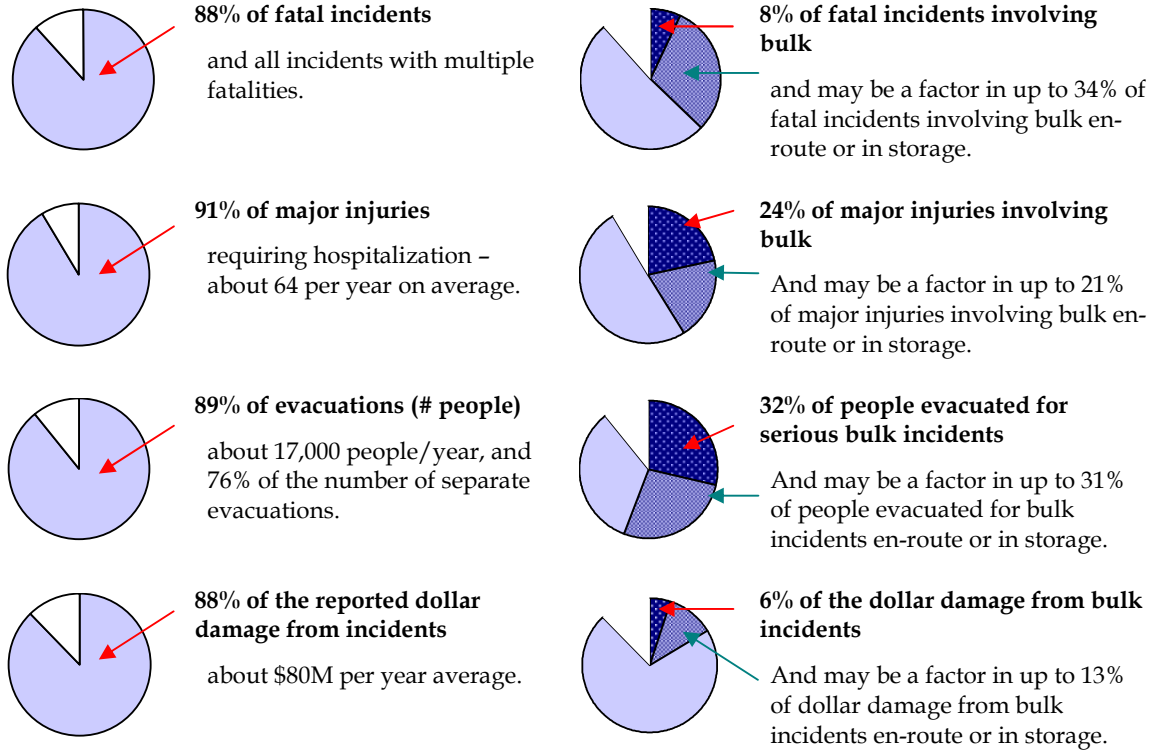 88% of fatal incidents
and all incidents with multiple
fatalities.
8% of fatal incidents involving
bulk
and may be a factor in up to 34% of
fatal incidents involving bulk en-
route or in storage.
91% of major injuries
requiring hospitalization –
about 64 per year on average.
24% of major injuries involving
bulk
And may be a factor in up to 21%
of major injuries involving bulk en-
route or in storage.
89% of evacuations (# people)
about 17,000 people/year, and
76% of the number of separate
evacuations.
32% of people evacuated for
serious bulk incidents
And may be a factor in up to 31%
of people evacuated for bulk
incidents en-route or in storage.
88% of the reported dollar
damage from incidents
about $80M per year average.
6% of the dollar damage from bulk
incidents
And may be a factor in up to 13%
of dollar damage from bulk
incidents en-route or in storage.